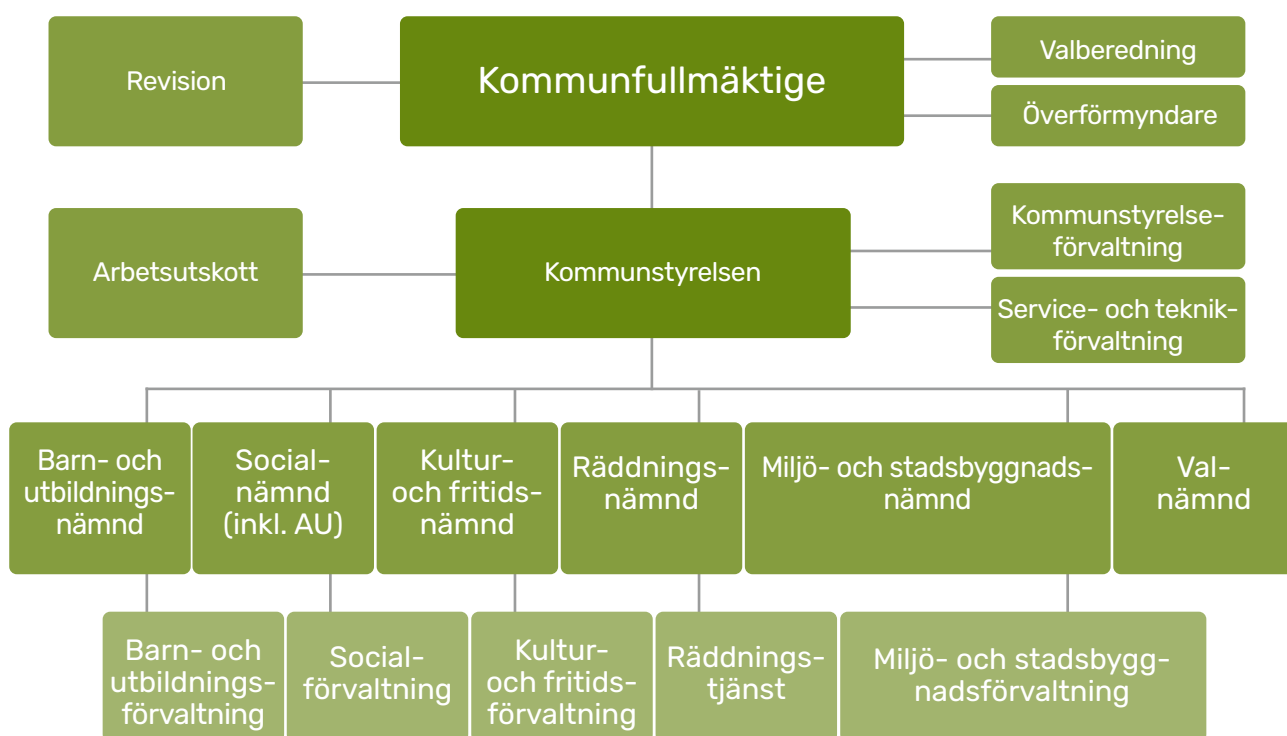 Revision
Kommunfullmäktige
Valberedning
Överförmyndare
Arbetsutskott
Kommunstyrelsen
Kommunstyrelse-
förvaltning
Service- och teknik-
förvaltning
Barn- och
utbildnings-
nämnd
Social-
nämnd
(inkl. AU)
Kultur-
och fritids-
nämnd
Räddnings-
nämnd
Miljö- och stadsbyggnads-
nämnd
Val-
nämnd
Barn- och
utbildnings-
förvaltning
Social-
förvaltning
Kultur-
och fritids-
förvaltning
Räddnings-
tjänst
Miljö- och stadsbygg-
nadsförvaltning